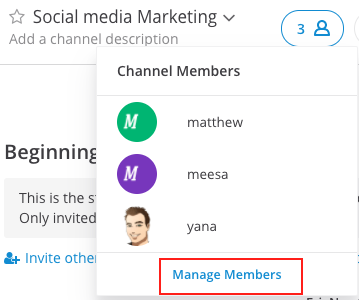 Social media Marketing
3
Add a channel description
Channel Members
M matthew
M meesa
yana
Beginning
This is the s
Only invited
Invite othe
Manage Members